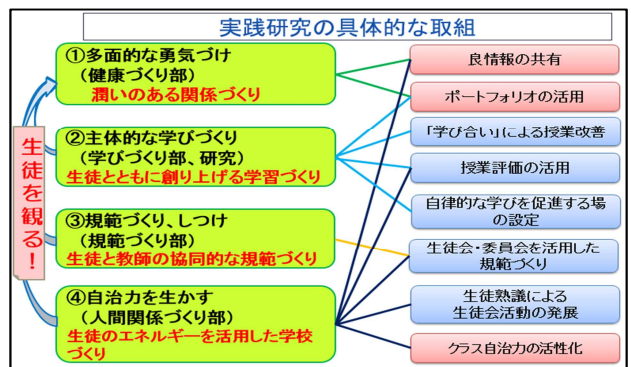 実践研究の具体的な取組
生徒を観る！
①多面的な勇気づけ
（健康づくり部）
潤いのある関係づくり
②主体的な学びづくり
（学びづくり部、研究）
生徒とともに創り上げる学習づくり
③規範づくり、しつけ
（規範づくり部）
生徒と教師の協同的な規範づくり
④自治力を生かす
（人間関係づくり部）
生徒のエネルギーを活用した学校
づくり
良情報の共有
ポートフォリオの活用
「学び合い」による授業改善
授業評価の活用
自律的な学びを促進する場
の設定
生徒会・委員会を活用した
規範づくり
生徒熟議による
生徒会活動の発展
クラス自治力の活性化